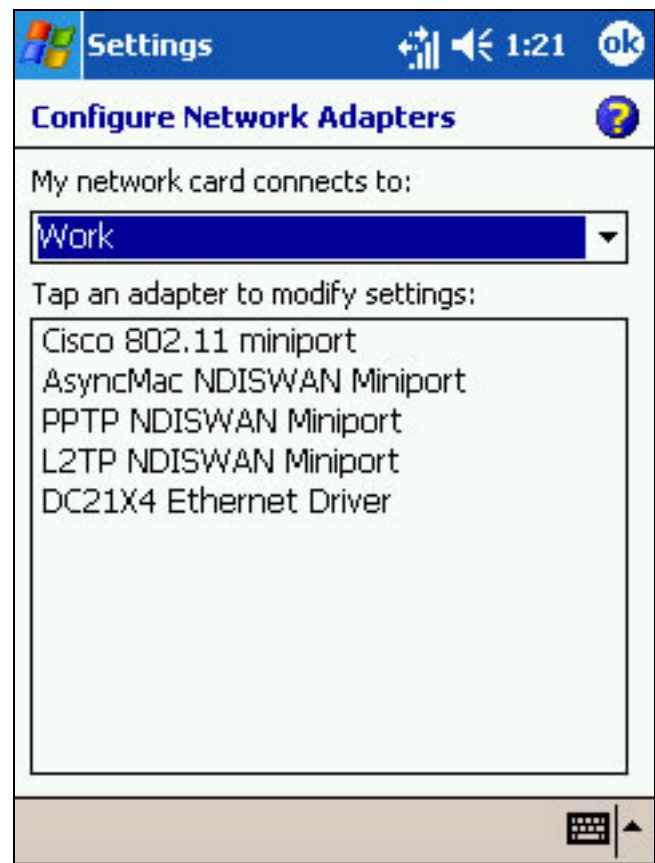 Settings 1:21 ok
Configure Network Adapters ?
My network card connects to:
Work
Tap an adapter to modify settings:
Cisco 802.11 miniport
AsyncMac NDISWAN Miniport
PPTP NDISWAN Miniport
L2TP NDISWAN Miniport
DC21X4 Ethernet Driver